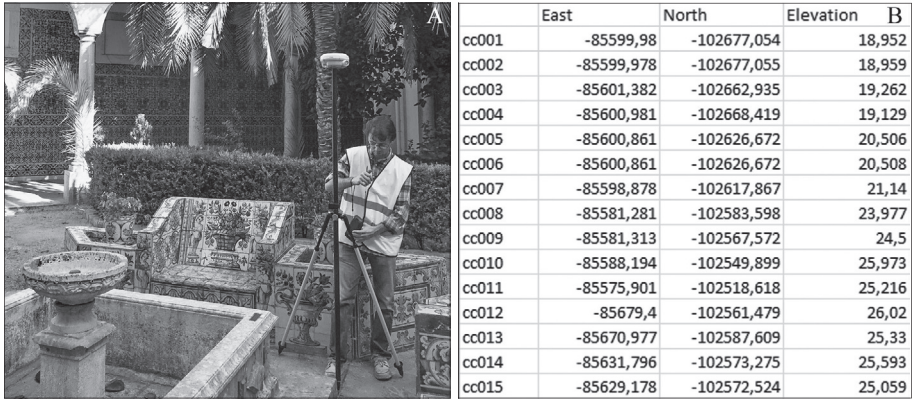 A
East North Elevation B
cc001 -85599,98 -102677,054 18,952
cc002 -85599,978 -102677,055 18,959
cc003 -85601,382 -102662,935 19,262
cc004 -85600,981 -102668,419 19,129
cc005 -85600,861 -102626,672 20,506
cc006 -85600,861 -102626,672 20,508
cc007 -85598,878 -102617,867 21,14
cc008 -85581,281 -102583,598 23,977
cc009 -85581,313 -102567,572 24,5
cc010 -85588,194 -102549,899 25,973
cc011 -85575,901 -102518,618 25,216
cc012 -85679,4 -102561,479 26,02
cc013 -85670,977 -102587,609 25,33
cc014 -85631,796 -102573,275 25,593
cc015 -85629,178 -102572,524 25,059